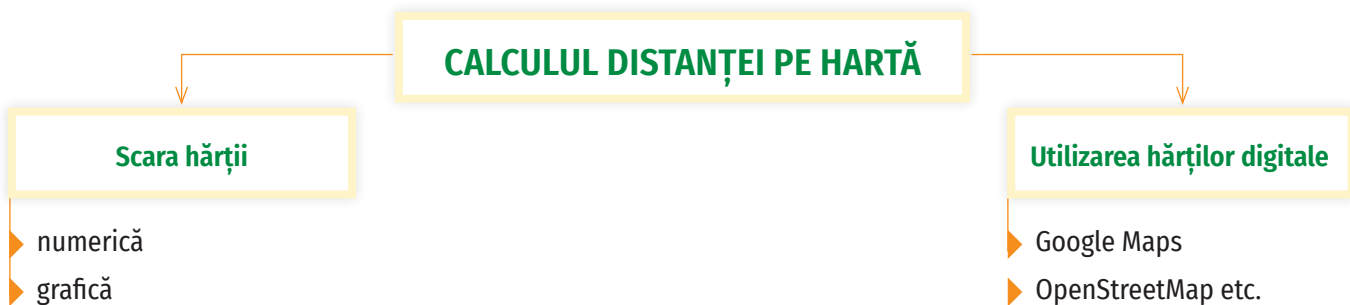 CALCULUL DISTANȚEI PE HARTĂ
Scara hărții
numerică
grafică
Utilizarea hărților digitale
Google Maps
OpenStreetMap etc.